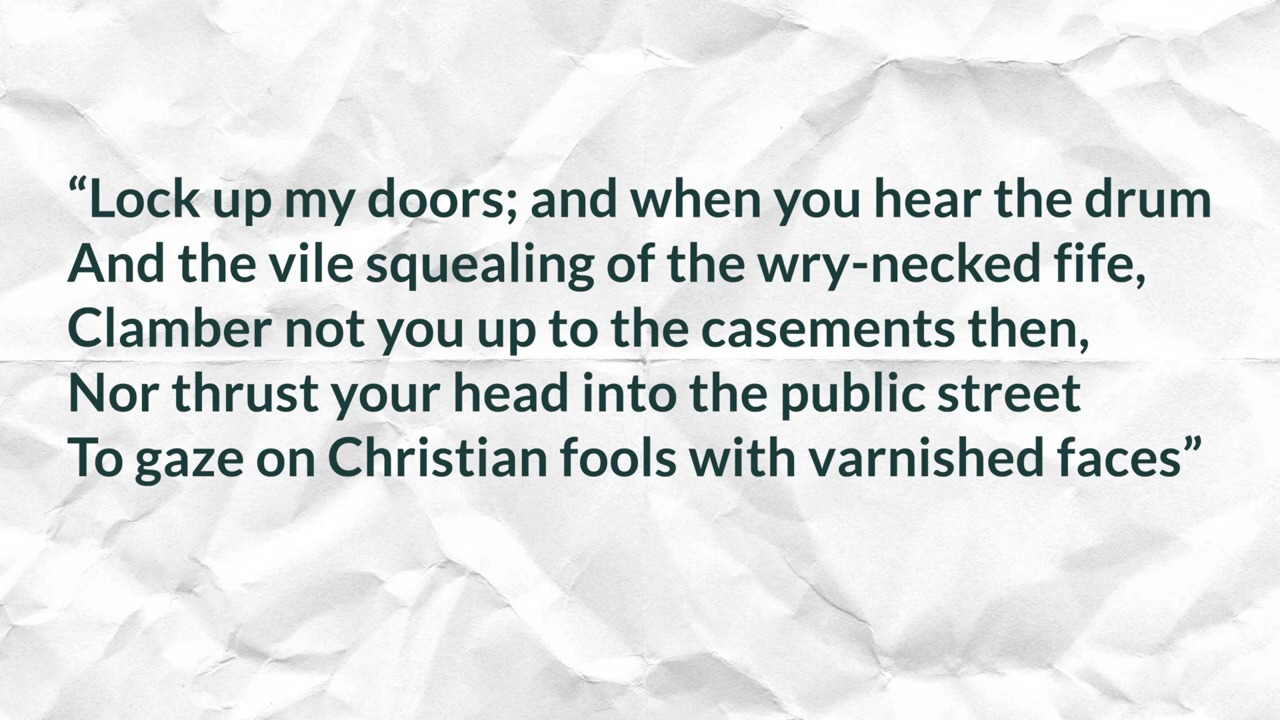 “Lock up my doors; and when you hear the drum
And the vile squealing of the wry-necked fife,
Clamber not you up to the casements then,
Nor thrust your head into the public street
To gaze on Christian fools with varnished faces”